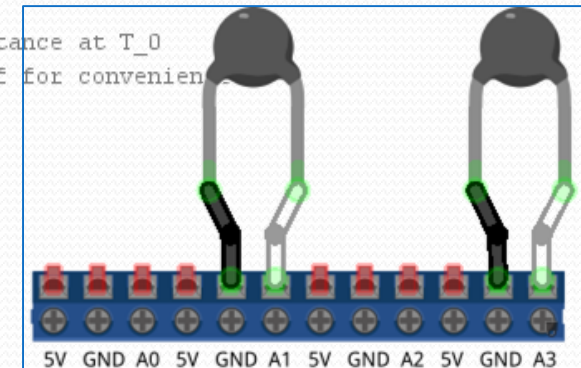 tance at T_0
f for convenien
5V GND A0 5V GND A1 5V GND A2 5V GND A3